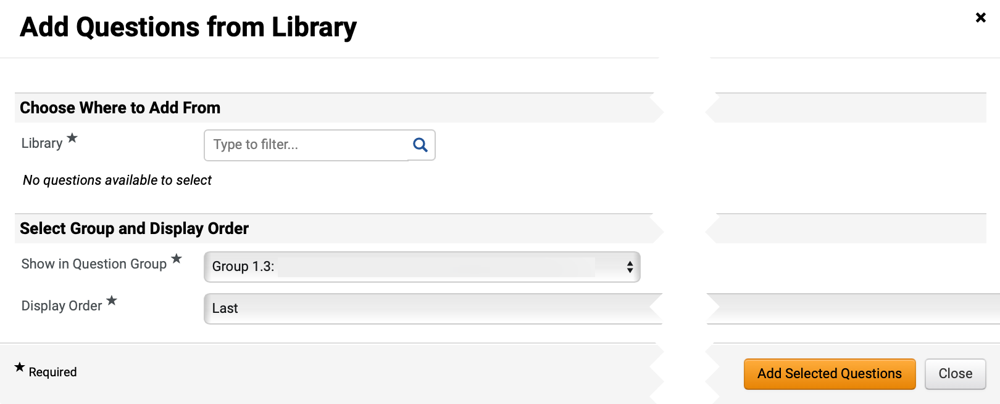 Add Questions from Library
Choose Where to Add From
Library ★
Type to filter...
No questions available to select
Select Group and Display Order
Show in Question Group ★
Group 1.3:
Display Order ★
Last
★ Required
Add Selected Questions
Close